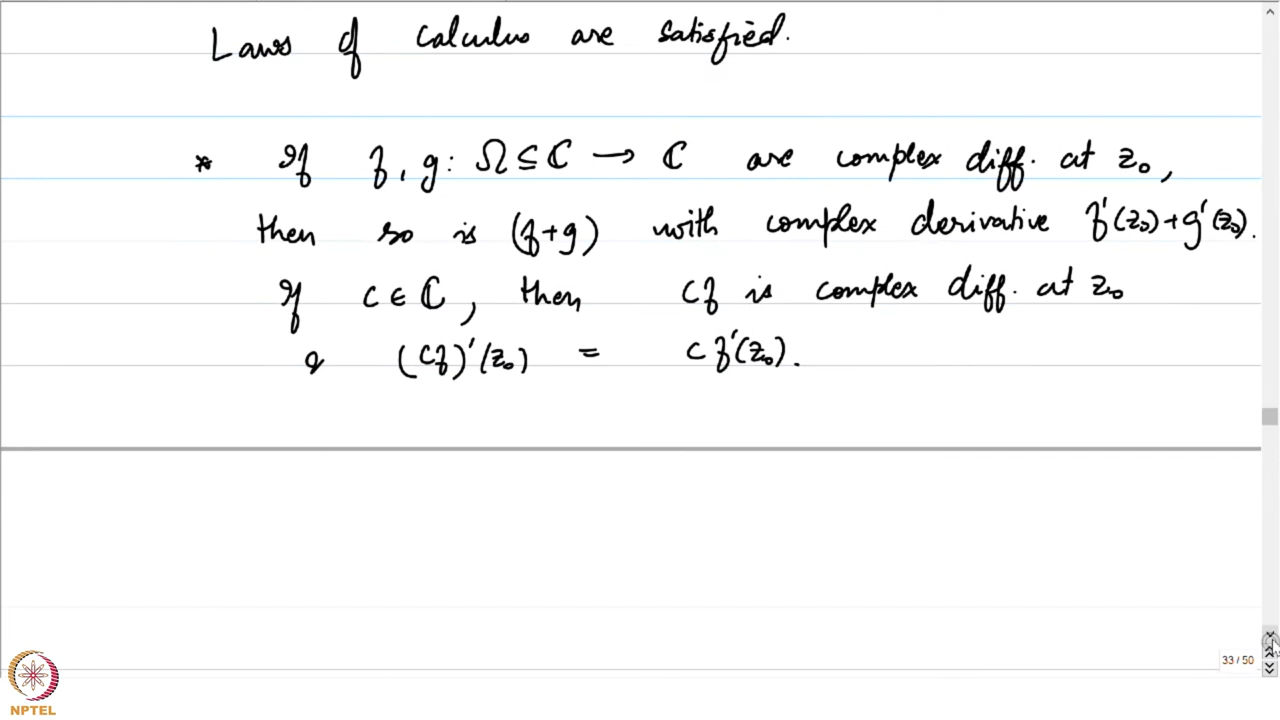 Laws of calculus are satisfied.
* If f, g: Ω ⊆ ℂ → ℂ are complex diff. at z₀,
then so is (f+g) with complex derivative f'(z₀)+g'(z₀).
If c ∈ ℂ, then cf is complex diff. at z₀
& (cf)'(z₀) = c f'(z₀).
33 / 50
NPTEL